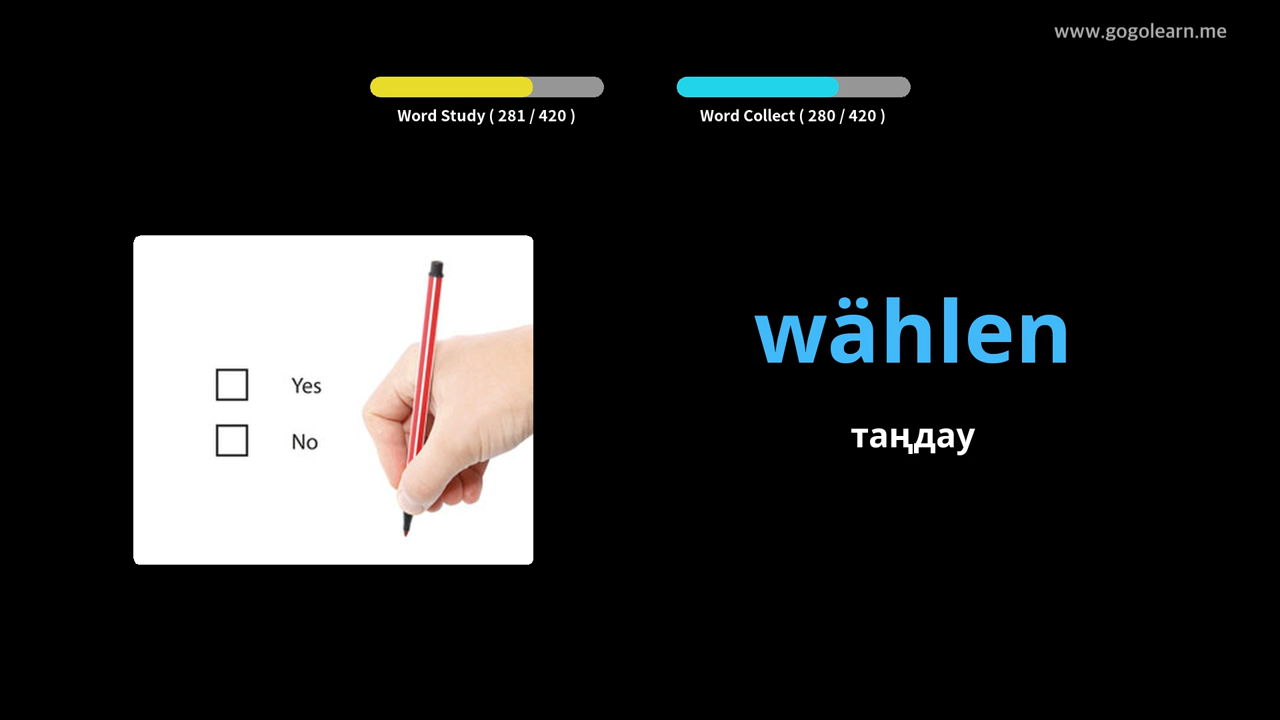 www.gogolearn.me
Word Study ( 281 / 420 )
Word Collect ( 280 / 420 )
Yes
No
wählen
таңдау